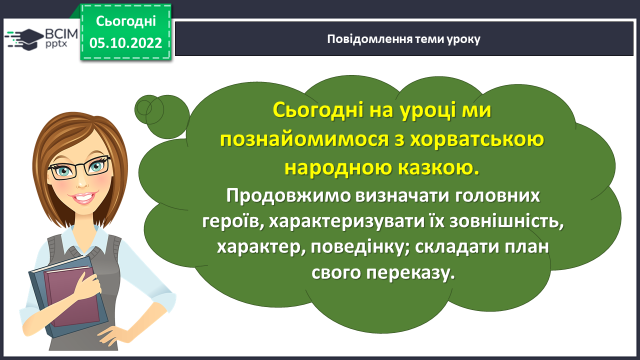 Сьогодні
05.10.2022
BCIM
pptx
Повідомлення теми уроку
Сьогодні на уроці ми
познайомимося з хорватською
народною казкою.
Продовжимо визначати головних
героїв, характеризувати їх зовнішність,
характер, поведінку; складати план
свого переказу.